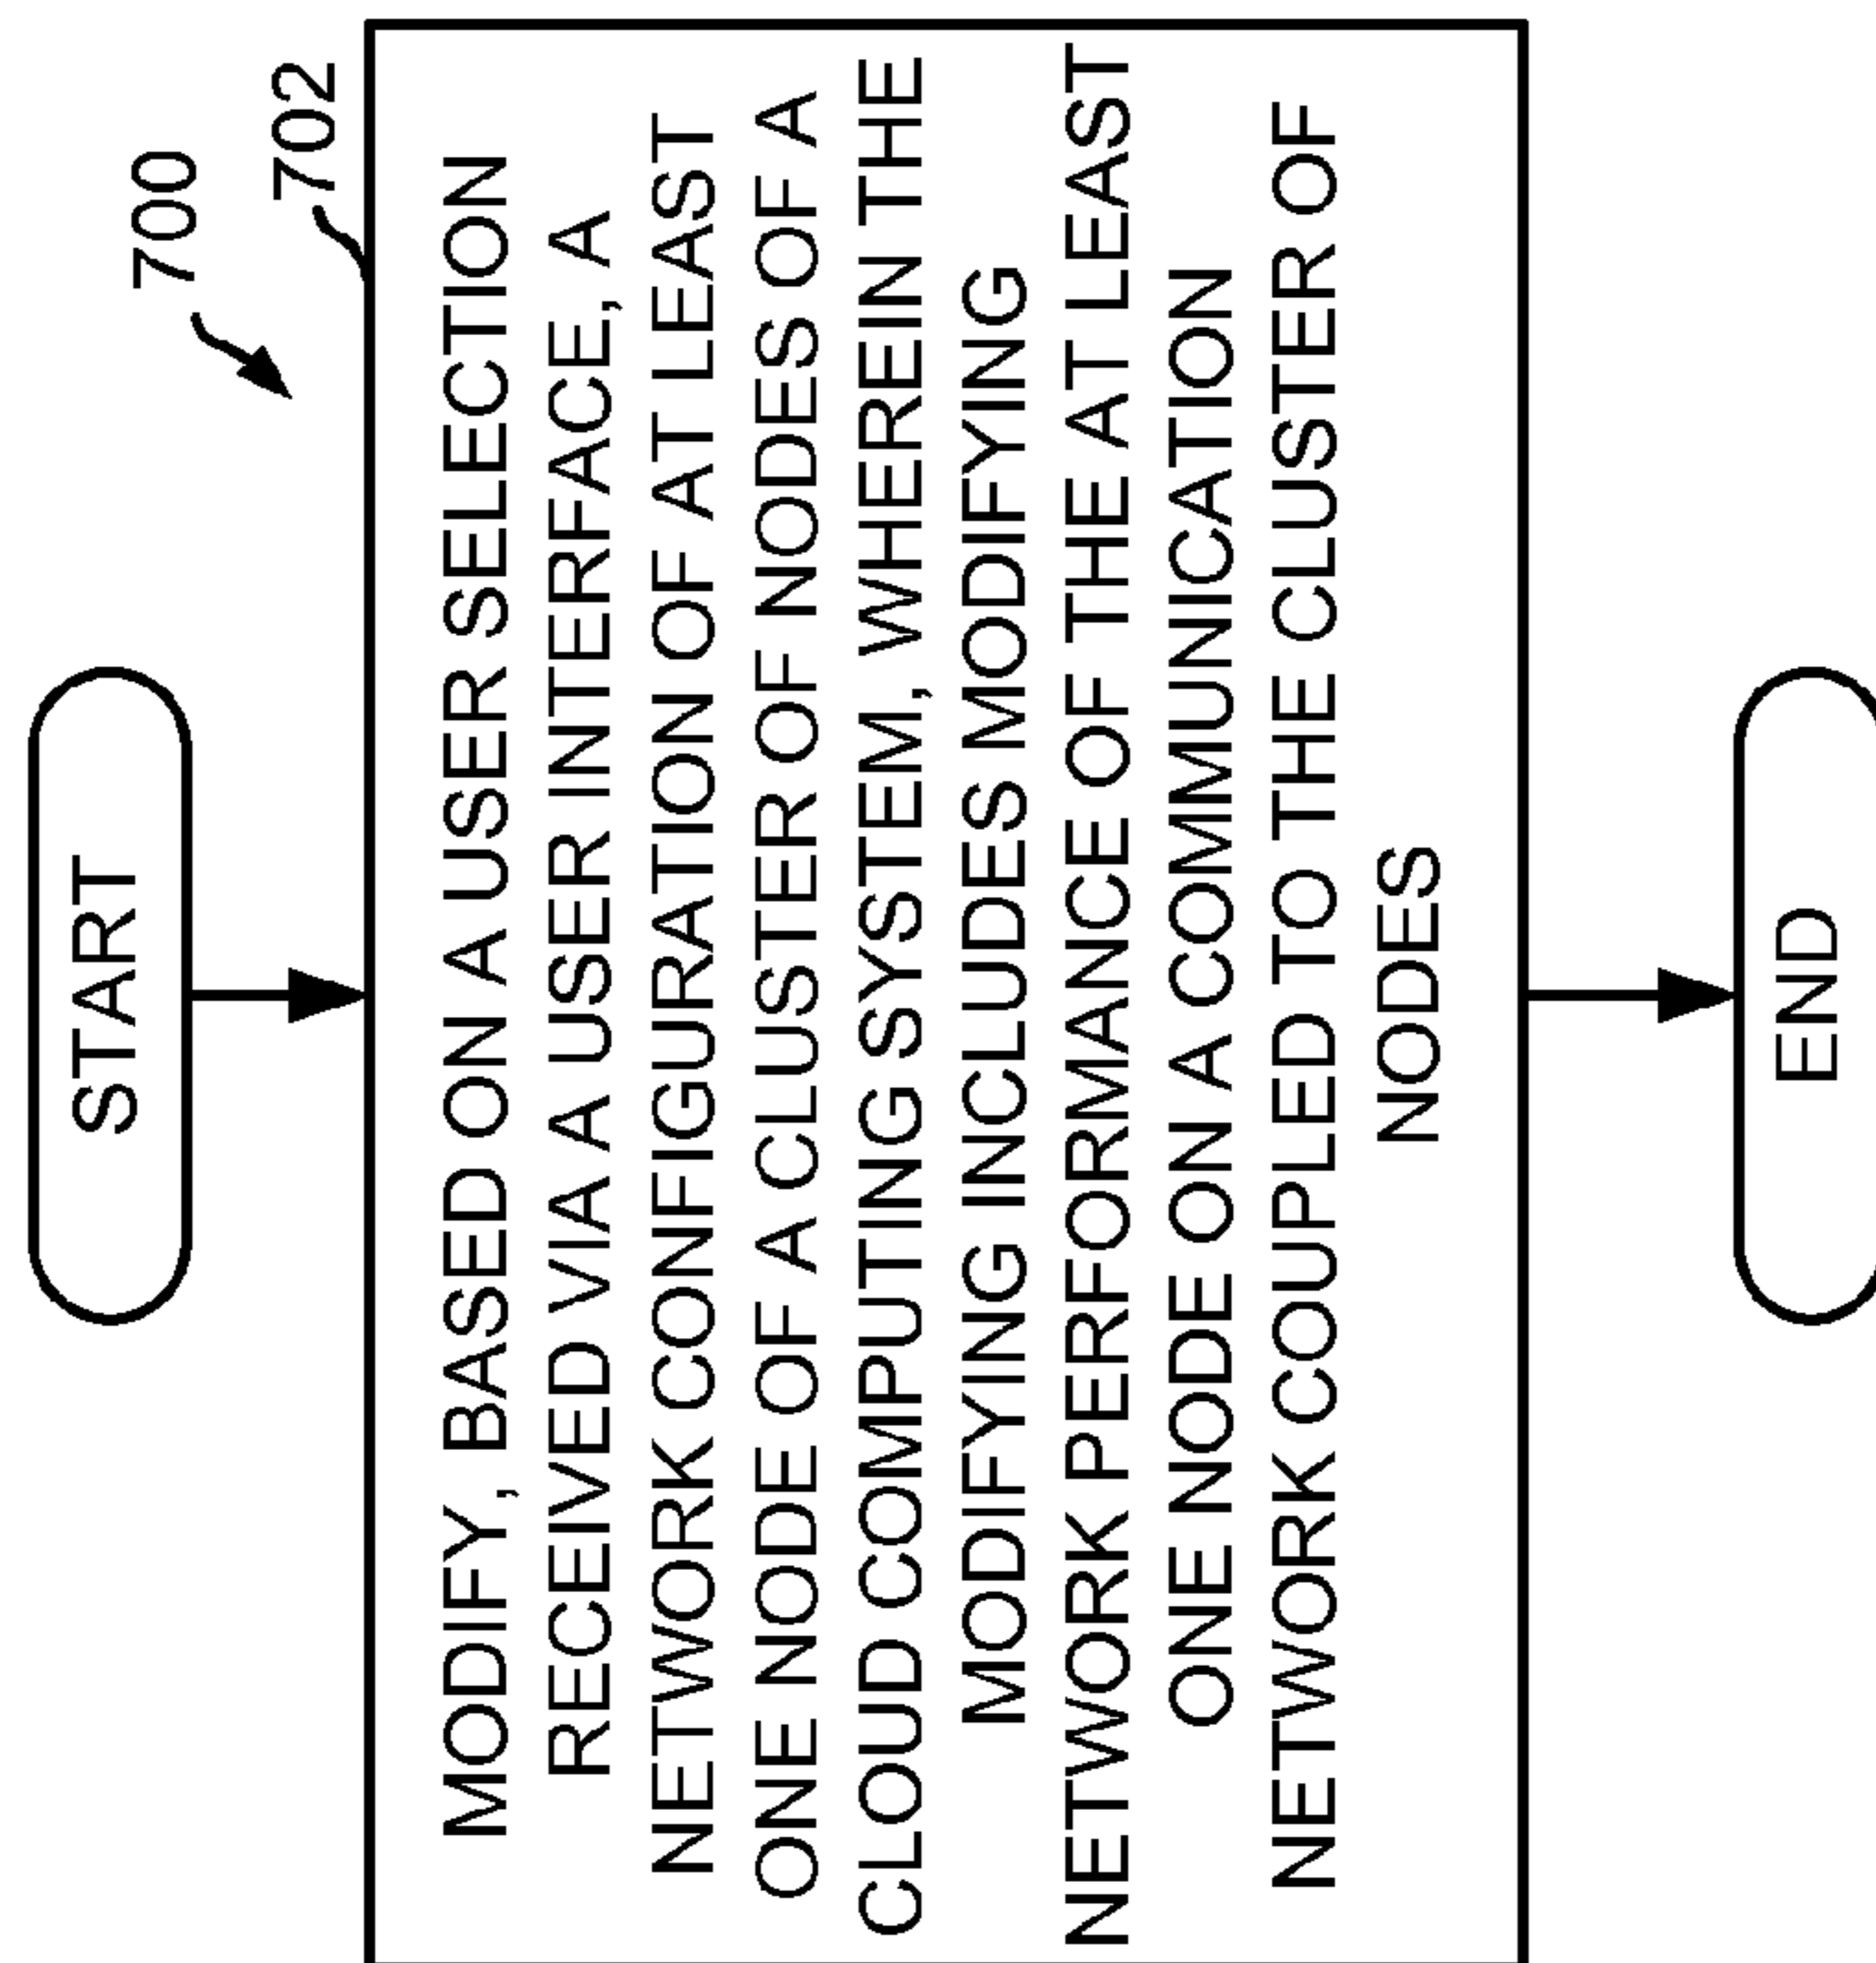 700
START
702
MODIFY, BASED ON A USER SELECTION
RECEIVED VIA A USER INTERFACE, A
NETWORK CONFIGURATION OF AT LEAST
ONE NODE OF A CLUSTER OF NODES OF A
CLOUD COMPUTING SYSTEM, WHEREIN THE
MODIFYING INCLUDES MODIFYING
NETWORK PERFORMANCE OF THE AT LEAST
ONE NODE ON A COMMUNICATION
NETWORK COUPLED TO THE CLUSTER OF
NODES
END